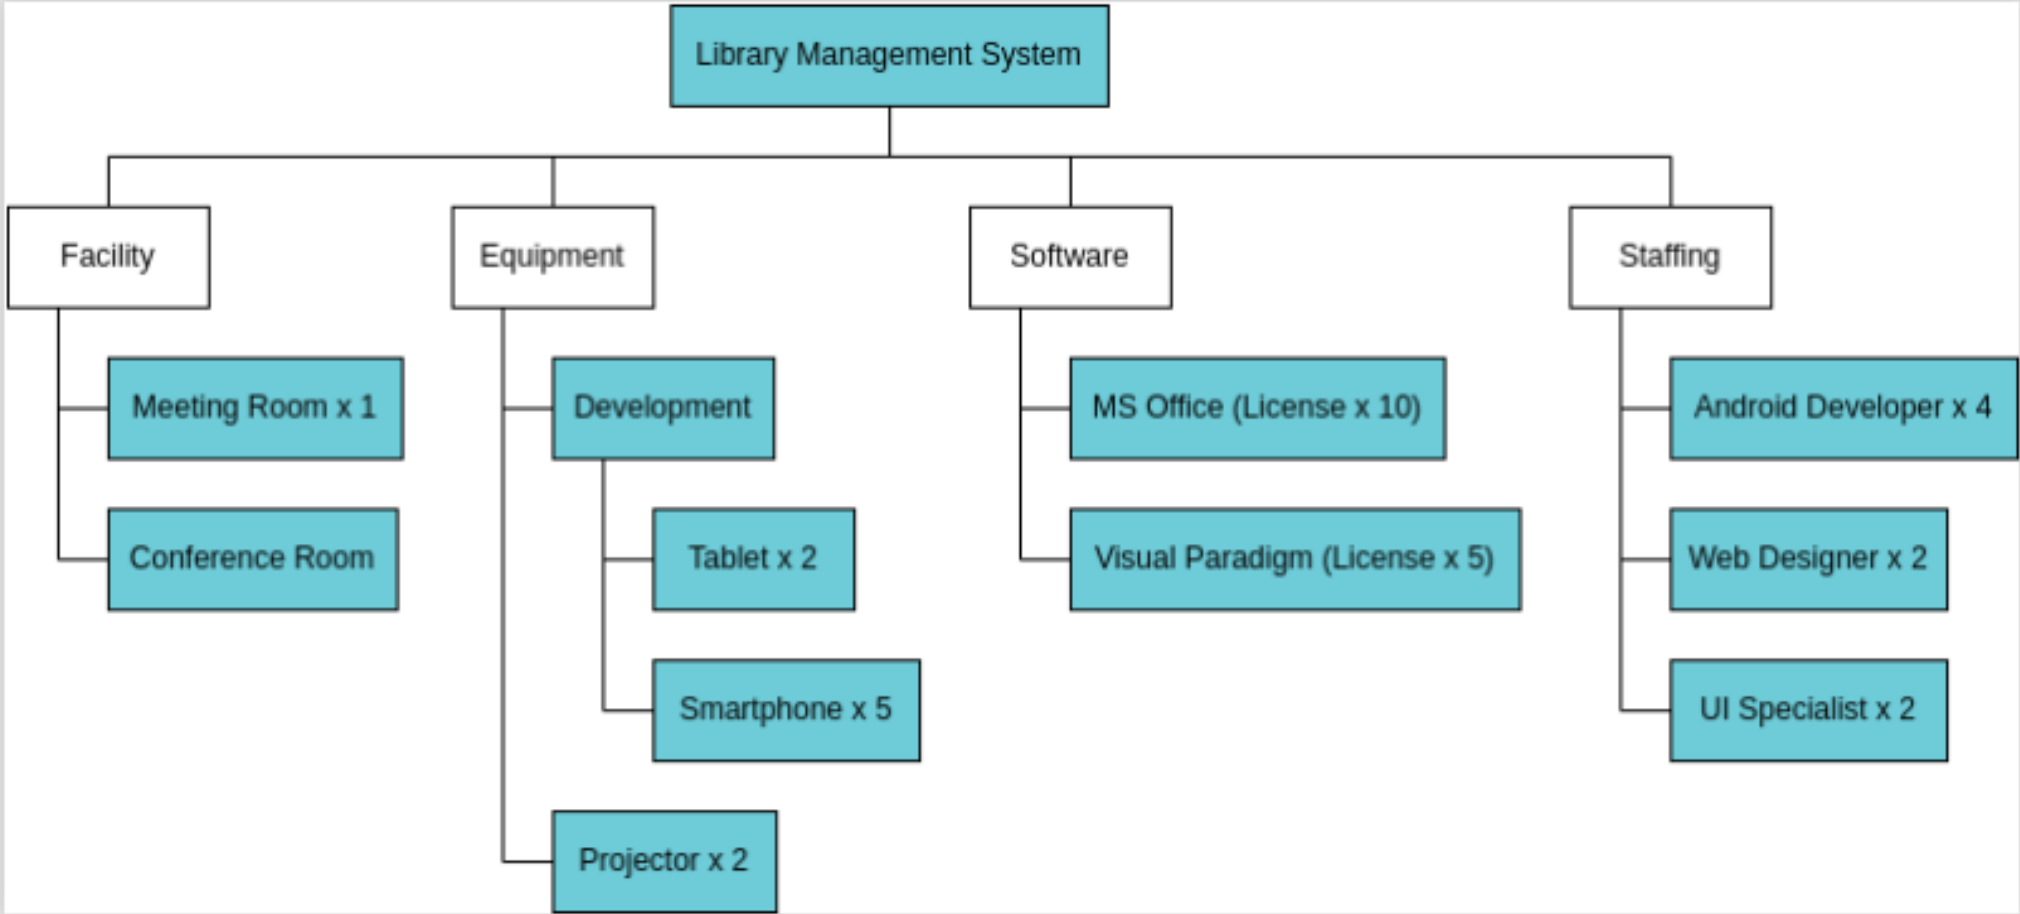 Library Management System
Facility
Equipment
Software
Staffing
Meeting Room x 1
Development
MS Office (License x 10)
Android Developer x 4
Conference Room
Tablet x 2
Visual Paradigm (License x 5)
Web Designer x 2
Smartphone x 5
UI Specialist x 2
Projector x 2